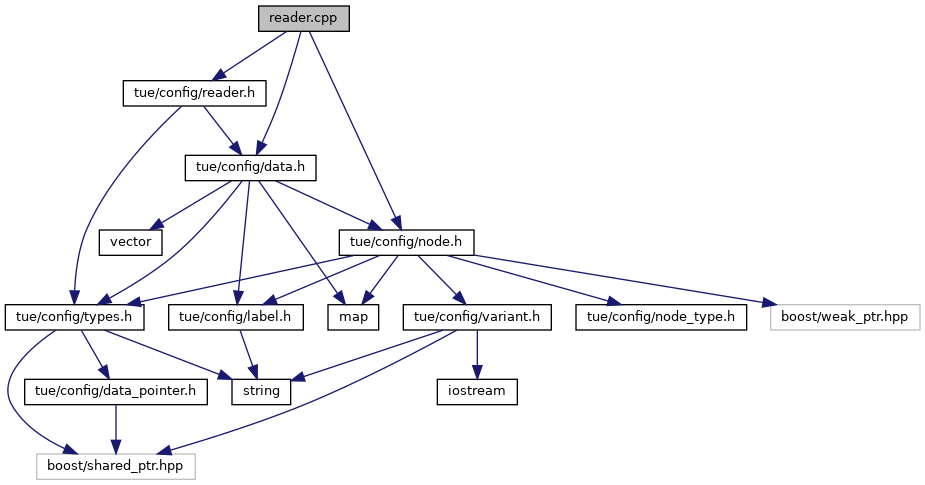 reader.cpp
tue/config/reader.h
tue/config/data.h
vector
tue/config/node.h
tue/config/types.h
tue/config/label.h
map
tue/config/variant.h
tue/config/node_type.h
boost/weak_ptr.hpp
tue/config/data_pointer.h
string
iostream
boost/shared_ptr.hpp